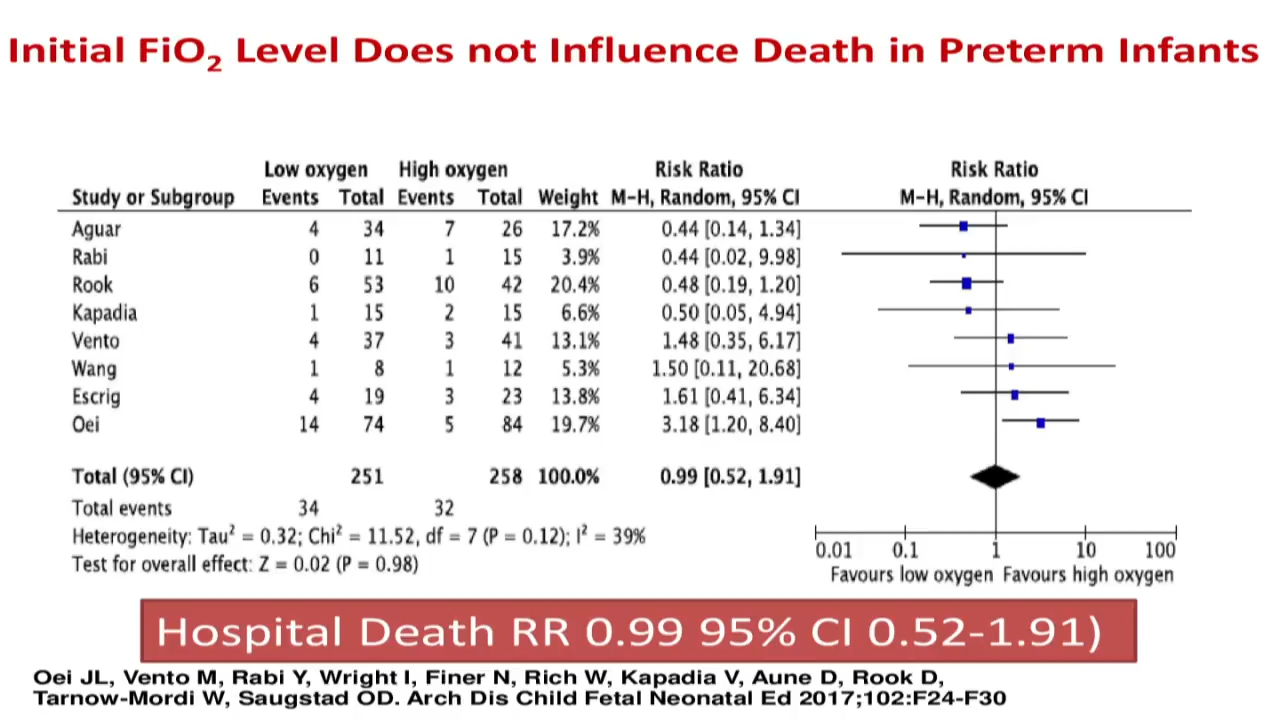 Initial FiO₂ Level Does not Influence Death in Preterm Infants
Low oxygen High oxygen Risk Ratio Risk Ratio
Study or Subgroup Events Total Events Total Weight M-H, Random, 95% CI M-H, Random, 95% CI
Aguar 4 34 7 26 17.2% 0.44 [0.14, 1.34]
Rabi 0 11 1 15 3.9% 0.44 [0.02, 9.98]
Rook 6 53 10 42 20.4% 0.48 [0.19, 1.20]
Kapadia 1 15 2 15 6.6% 0.50 [0.05, 4.94]
Vento 4 37 3 41 13.1% 1.48 [0.35, 6.17]
Wang 1 8 1 12 5.3% 1.50 [0.11, 20.68]
Escrig 4 19 3 23 13.8% 1.61 [0.41, 6.34]
Oei 14 74 5 84 19.7% 3.18 [1.20, 8.40]
Total (95% CI) 251 258 100.0% 0.99 [0.52, 1.91]
Total events 34 32
Heterogeneity: Tau² = 0.32; Chi² = 11.52, df = 7 (P = 0.12); I² = 39%
Test for overall effect: Z = 0.02 (P = 0.98)
0.01 0.1 1 10 100
Favours low oxygen Favours high oxygen
Hospital Death RR 0.99 95% CI 0.52-1.91)
Oei JL, Vento M, Rabi Y, Wright I, Finer N, Rich W, Kapadia V, Aune D, Rook D,
Tarnow-Mordi W, Saugstad OD. Arch Dis Child Fetal Neonatal Ed 2017;102:F24-F30